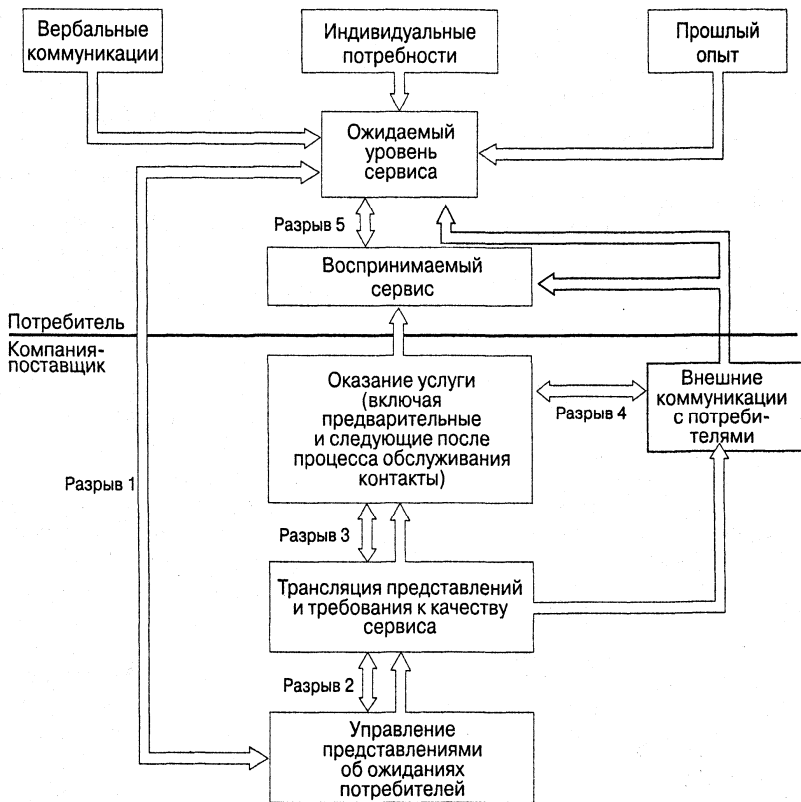 Вербальные
коммуникации
Индивидуальные
потребности
Прошлый
опыт
Ожидаемый
уровень
сервиса
Разрыв 5
Воспринимаемый
сервис
Потребитель
Компания-
поставщик
Оказание услуги
(включая
предварительные
и следующие после
процесса обслуживания
контакты)
Разрыв 4
Внешние
коммуникации
с потреби-
телями
Разрыв 1
Разрыв 3
Трансляция представлений
и требования к качеству
сервиса
Разрыв 2
Управление
представлениями
об ожиданиях
потребителей